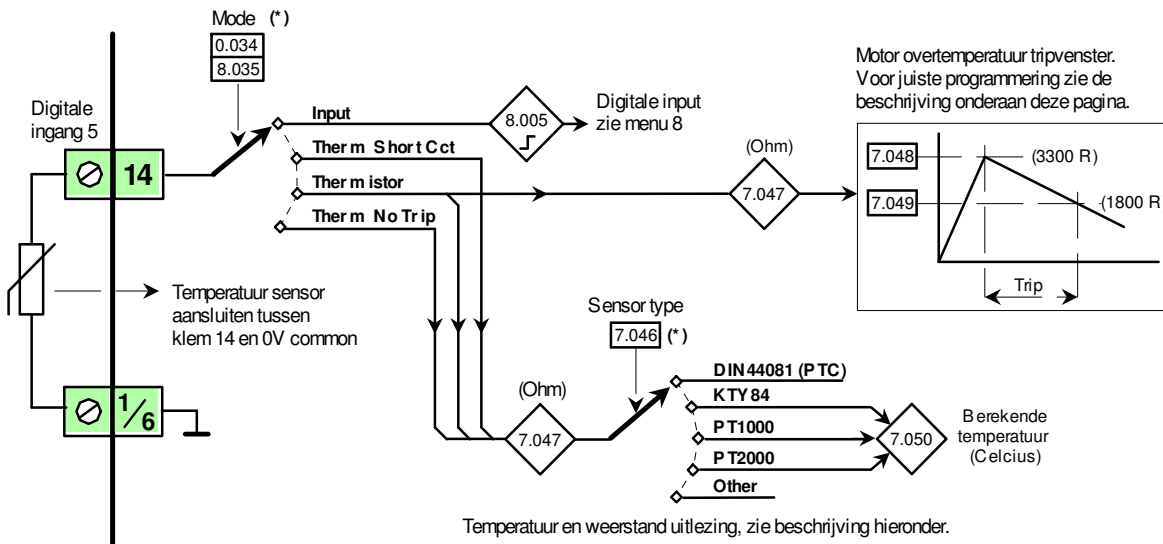 Mode (*)
0.034
8.035
Digitale
ingang 5
14
Input
Therm Short Cct
Thermistor
Therm No Trip
8.005
Digitale input
zie menu 8
(Ohm)
7.047
Motor overtemperatuur tripvenster.
Voor juiste programmering zie de
beschrijving onderaan deze pagina.
7.048
(3300 R)
7.049
(1800 R
Trip
Temperatuur sensor
aansluiten tussen
klem 14 en 0V common
1/6
Sensor type
7.046 (*)
(Ohm)
7.047
DIN44081 (PTC)
KTY84
PT1000
PT2000
Other
7.050
Berekende
temperatuur
(Celcius)
Temperatuur en weerstand uitlezing, zie beschrijving hieronder.